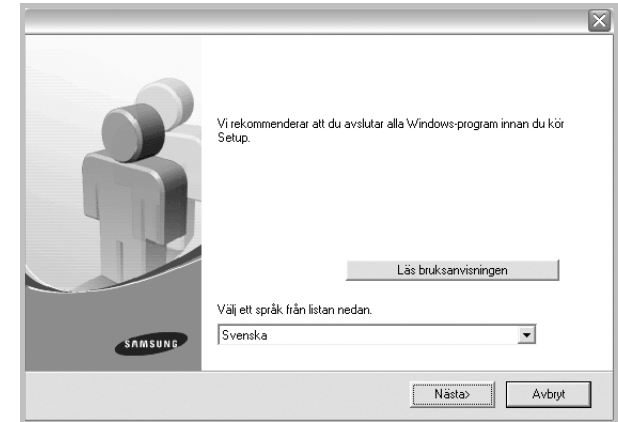 Vi rekommenderar att du avslutar alla Windows-program innan du kör
Setup.
Läs bruksanvisningen
Välj ett språk från listan nedan.
Svenska
SAMSUNG
Nästa>
Avbryt